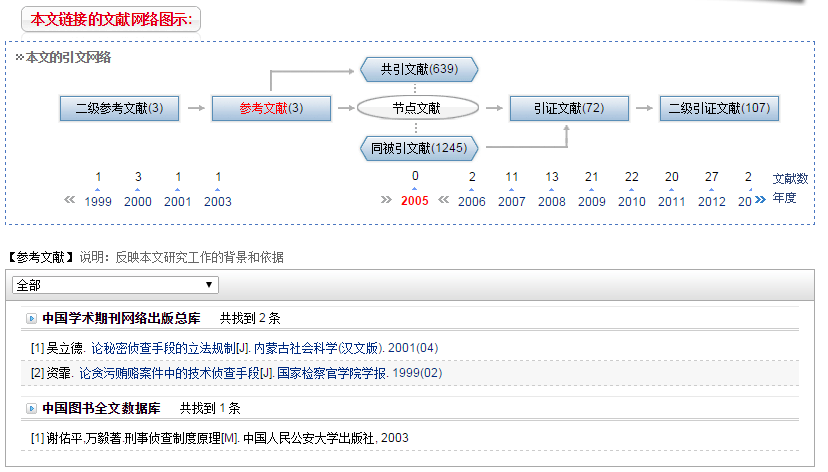 本文链接的文献网络图示:
本文的引文网络
共引文献(639)
二级参考文献(3)
参考文献(3)
节点文献
引证文献(72)
二级引证文献(107)
同被引文献(1245)
1 3 1 1 0 2 11 13 21 22 20 27 2 文献数
1999 2000 2001 2003 2005 2006 2007 2008 2009 2010 2011 2012 20 年度
【参考文献】说明：反映本文研究工作的背景和依据
全部
中国学术期刊网络出版总库 共找到 2 条
[1] 吴立德. 论秘密侦查手段的立法规制[J]. 内蒙古社会科学(汉文版). 2001(04)
[2] 资霏. 论贪污贿赂案件中的技术侦查手段[J]. 国家检察官学院学报. 1999(02)
中国图书全文数据库 共找到 1 条
[1] 谢佑平,万毅著.刑事侦查制度原理[M]. 中国人民公安大学出版社, 2003